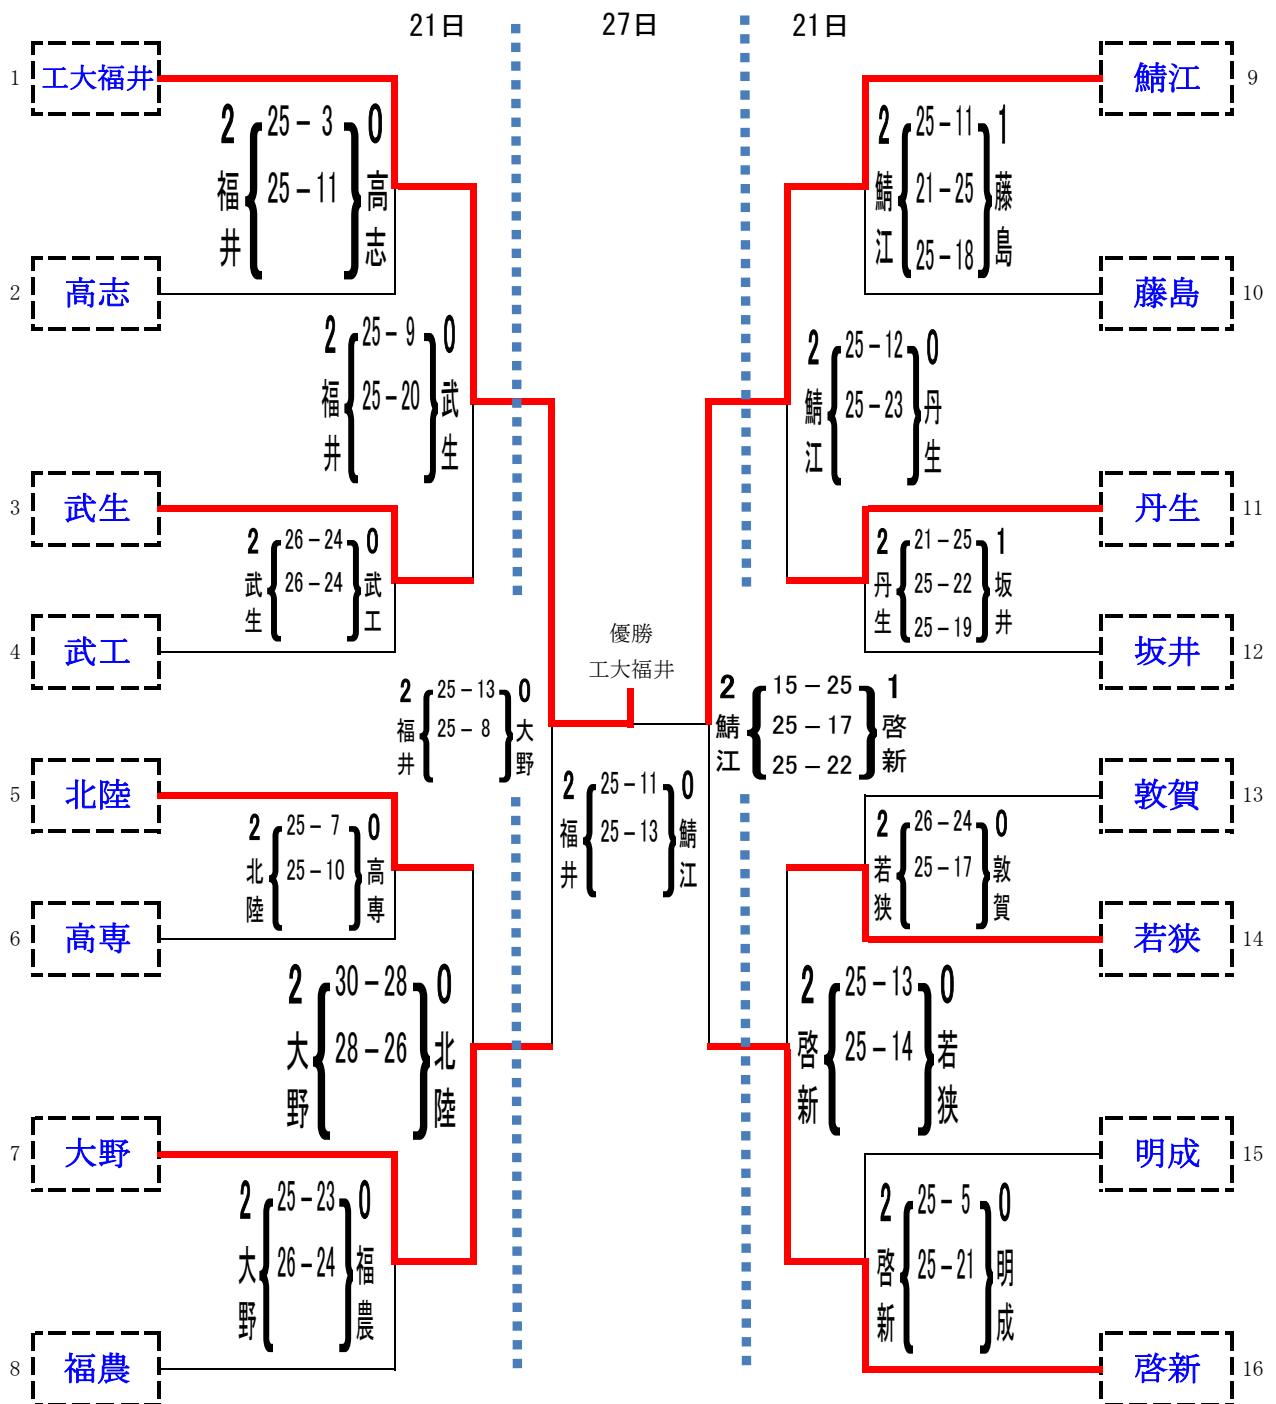 21日 27日 21日
1 工大福井
2 高志
3 武生
4 武工
5 北陸
6 高専
7 大野
8 福農
鯖江 9
藤島 10
丹生 11
坂井 12
敦賀 13
若狭 14
明成 15
啓新 16
2 福井 25－3 25－11 0 高志
2 福井 25－9 25－20 0 武生
2 武生 26－24 26－24 0 武工
2 福井 25－13 25－8 0 大野
2 北陸 25－7 25－10 0 高専
2 大野 30－28 28－26 0 北陸
2 大野 25－23 26－24 0 福農
優勝
工大福井
2 福井 25－11 25－13 0 鯖江
2 鯖江 25－11 21－25 25－18 1 藤島
2 鯖江 25－12 25－23 0 丹生
2 丹生 21－25 25－22 25－19 1 坂井
2 鯖江 15－25 25－17 25－22 1 啓新
2 若狭 26－24 25－17 0 敦賀
2 啓新 25－13 25－14 0 若狭
2 啓新 25－5 25－21 0 明成